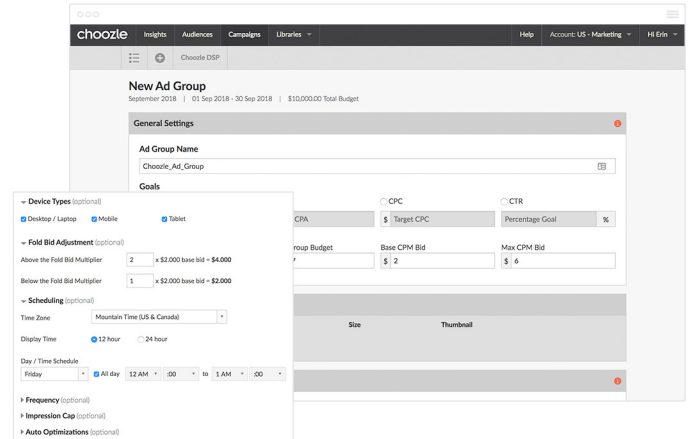 choozle Insights Audiences Campaigns Libraries Help Account: US - Marketing Hi Erin
Choozle DSP
New Ad Group
September 2018 | 01 Sep 2018 - 30 Sep 2018 | $10,000.00 Total Budget
General Settings
Ad Group Name
Choozle_Ad_Group
Goals
CPC CTR
CPA $ Target CPC Percentage Goal %
Budget Base CPM Bid Max CPM Bid
$ 2 $ 6
Size Thumbnail
Device Types (optional)
Desktop / Laptop Mobile Tablet
Fold Bid Adjustment (optional)
Above the Fold Bid Multiplier 2 x $2.000 base bid = $4.000
Below the Fold Bid Multiplier 1 x $2.000 base bid = $2.000
Scheduling (optional)
Time Zone Mountain Time (US & Canada)
Display Time 12 hour 24 hour
Day / Time Schedule
Friday All day 12 AM :00 to 1 AM :00
Frequency (optional)
Impression Cap (optional)
Auto Optimizations (optional)